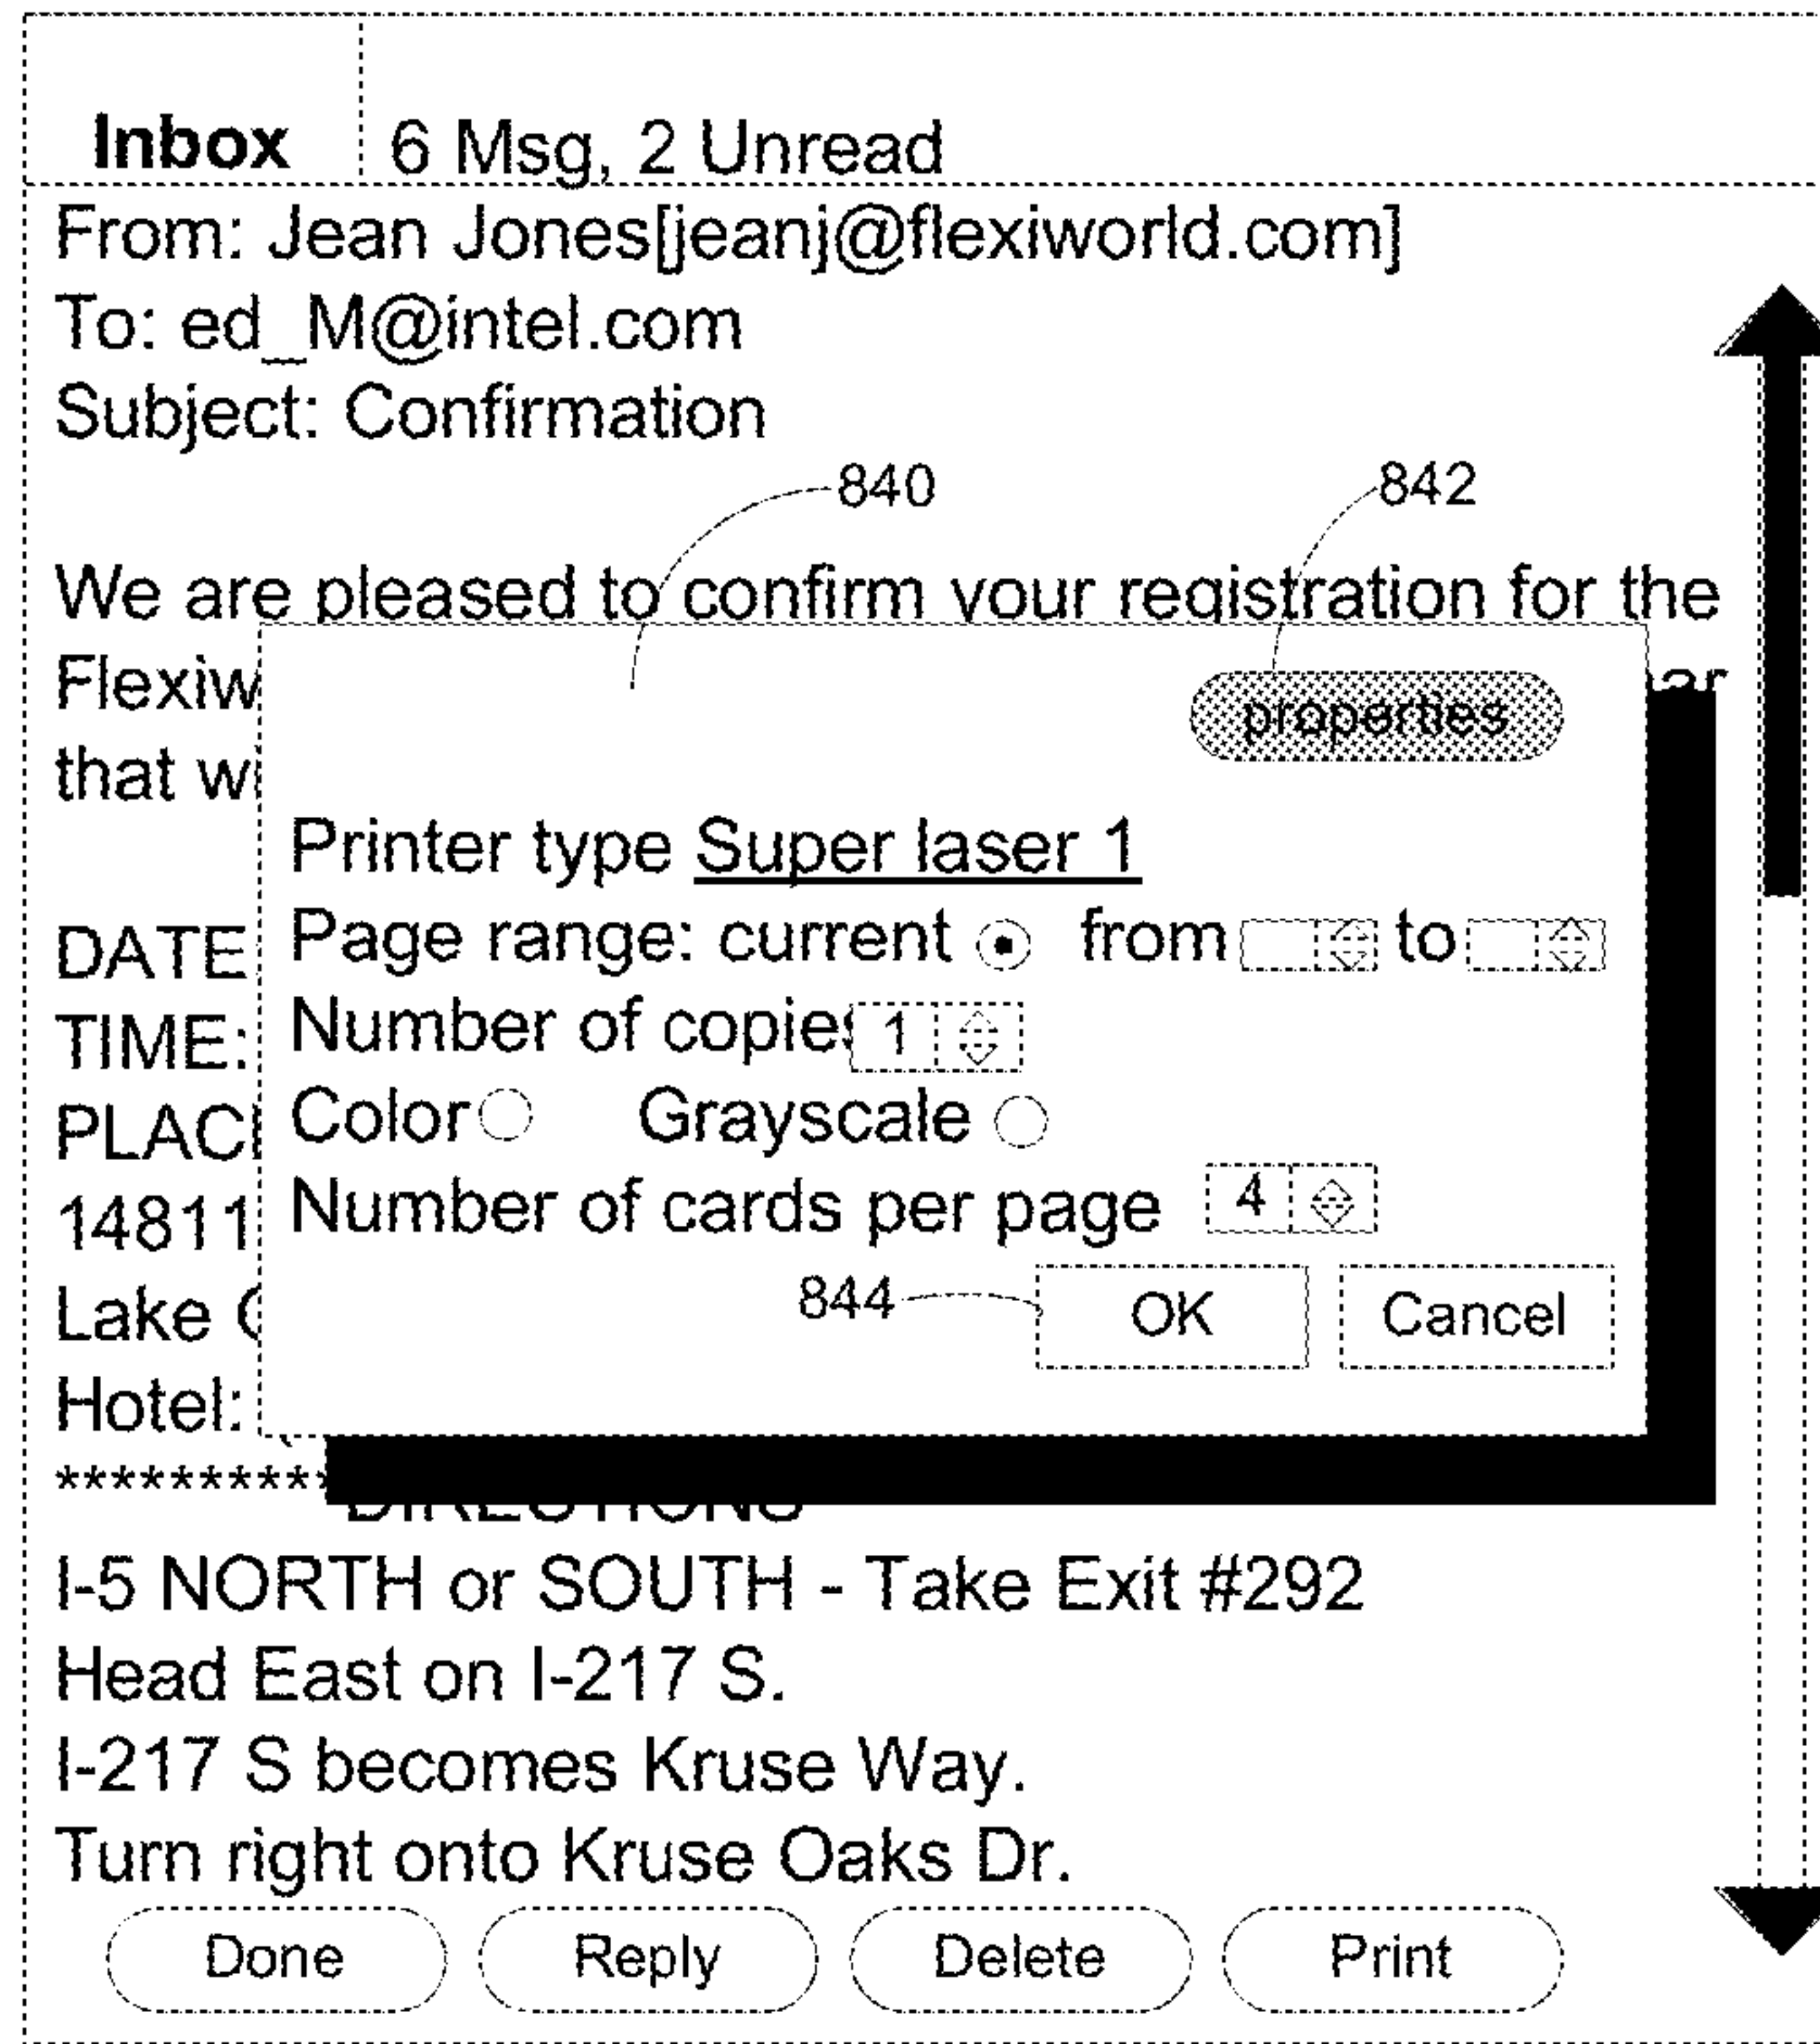 Inbox 6 Msg, 2 Unread
From: Jean Jones[jeanj@flexiworld.com]
To: ed_M@intel.com
Subject: Confirmation
840 842
We are pleased to confirm your registration for the
Flexiw
properties
that w
Printer type Super laser 1
DATE
Page range: current from to
TIME:
Number of copies 1
PLAC
Color Grayscale
14811
Number of cards per page 4
Lake
844 OK Cancel
Hotel:
**********
DIRECTIONS
I-5 NORTH or SOUTH - Take Exit #292
Head East on I-217 S.
I-217 S becomes Kruse Way.
Turn right onto Kruse Oaks Dr.
Done Reply Delete Print